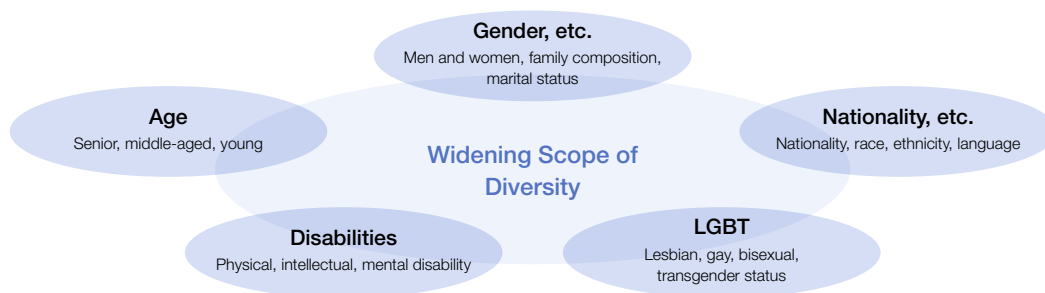 Gender, etc.
Men and women, family composition,
marital status
Age
Senior, middle-aged, young
Nationality, etc.
Nationality, race, ethnicity, language
Widening Scope of
Diversity
Disabilities
Physical, intellectual, mental disability
LGBT
Lesbian, gay, bisexual,
transgender status